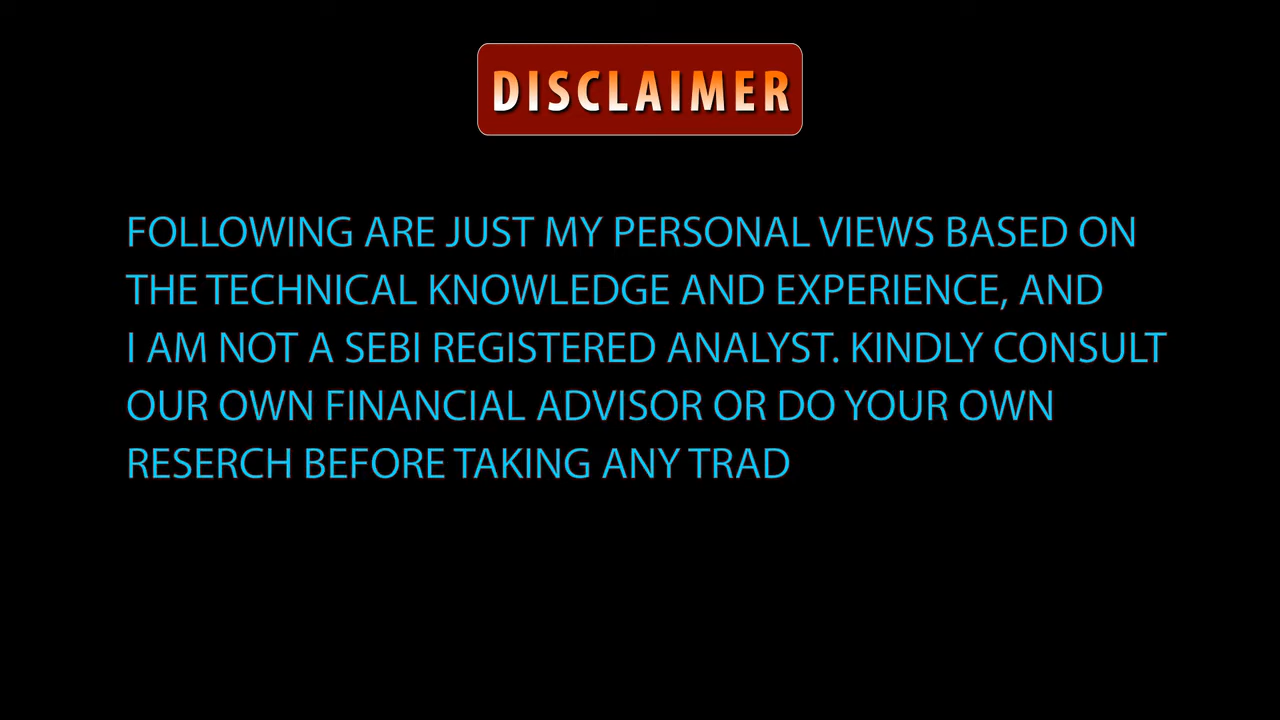 DISCLAIMER
FOLLOWING ARE JUST MY PERSONAL VIEWS BASED ON
THE TECHNICAL KNOWLEDGE AND EXPERIENCE, AND
I AM NOT A SEBI REGISTERED ANALYST. KINDLY CONSULT
OUR OWN FINANCIAL ADVISOR OR DO YOUR OWN
RESERCH BEFORE TAKING ANY TRAD